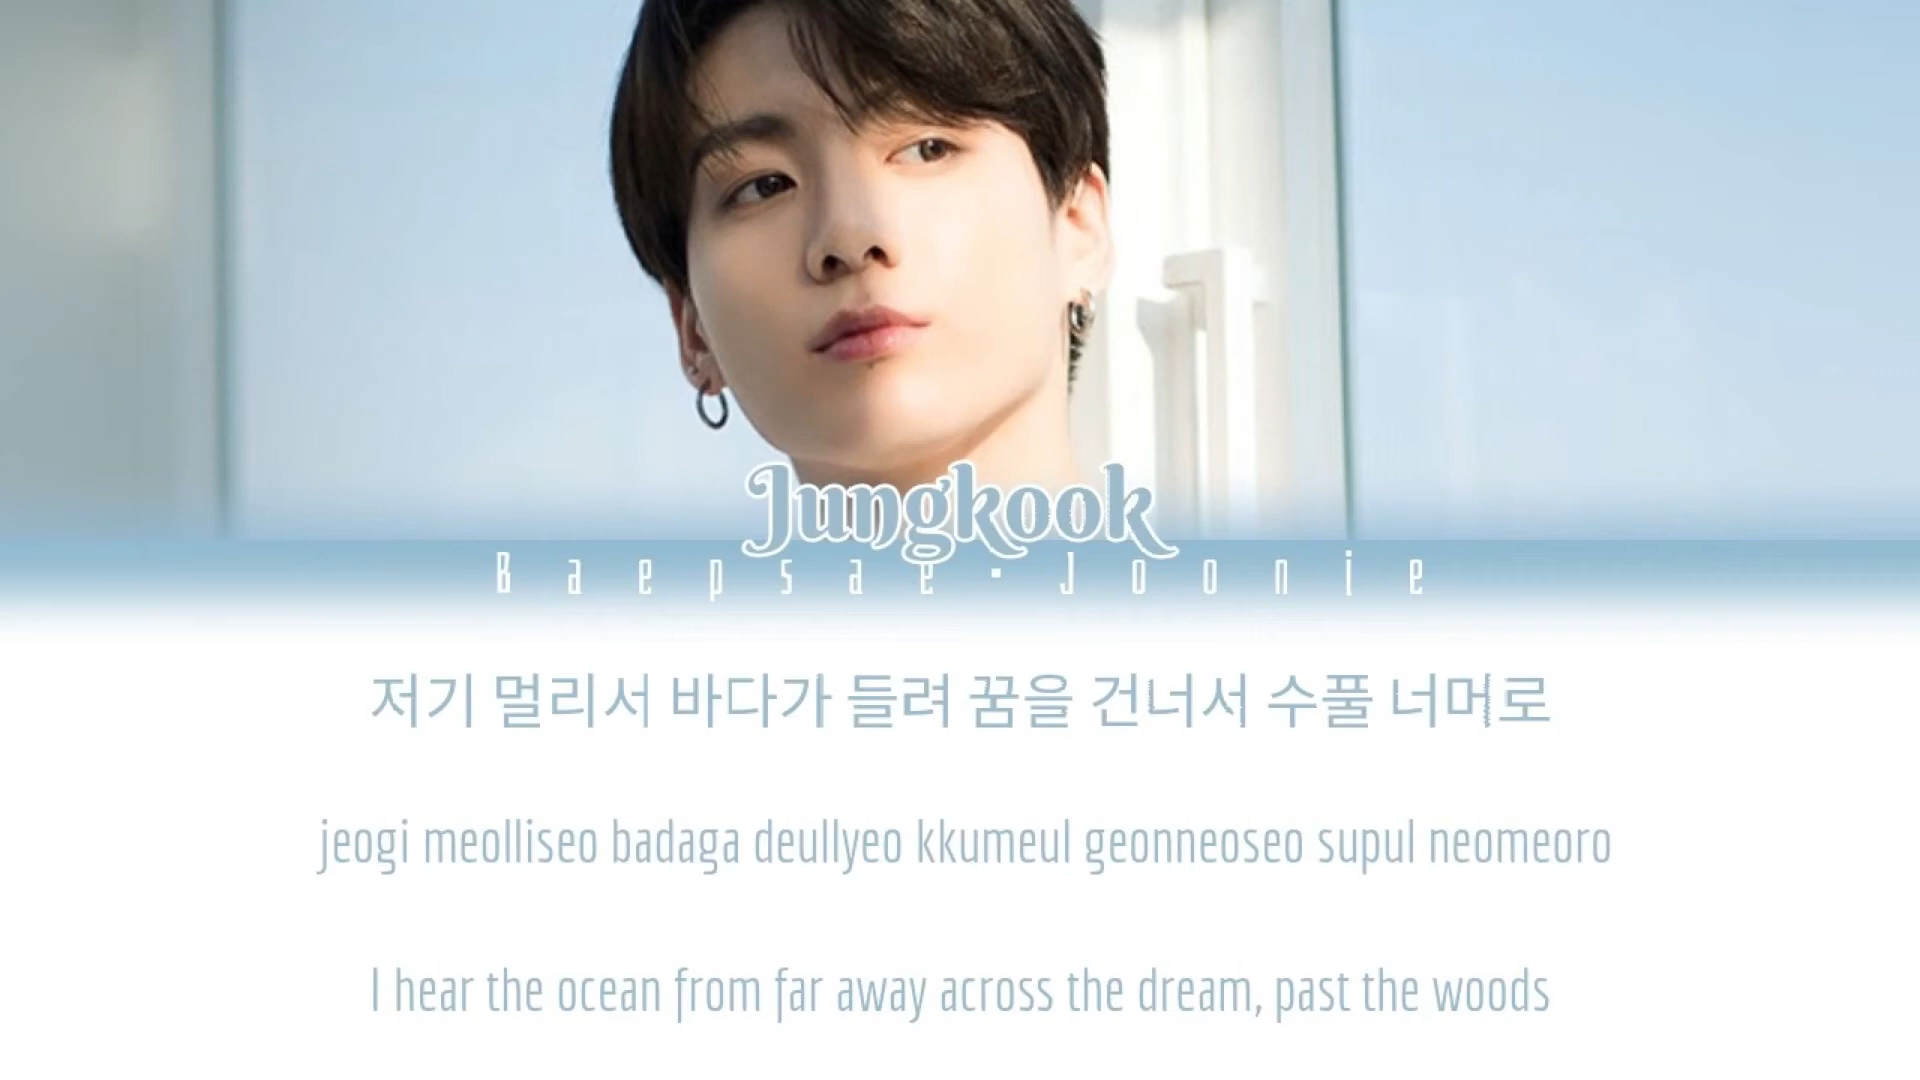 Jungkook
Baepsae·Joonie
저기 멀리서 바다가 들려 꿈을 건너서 수풀 너머로
jeogi meolliseo badaga deullyeo kkumeul geonneoseo supul neomeoro
I hear the ocean from far away across the dream, past the woods